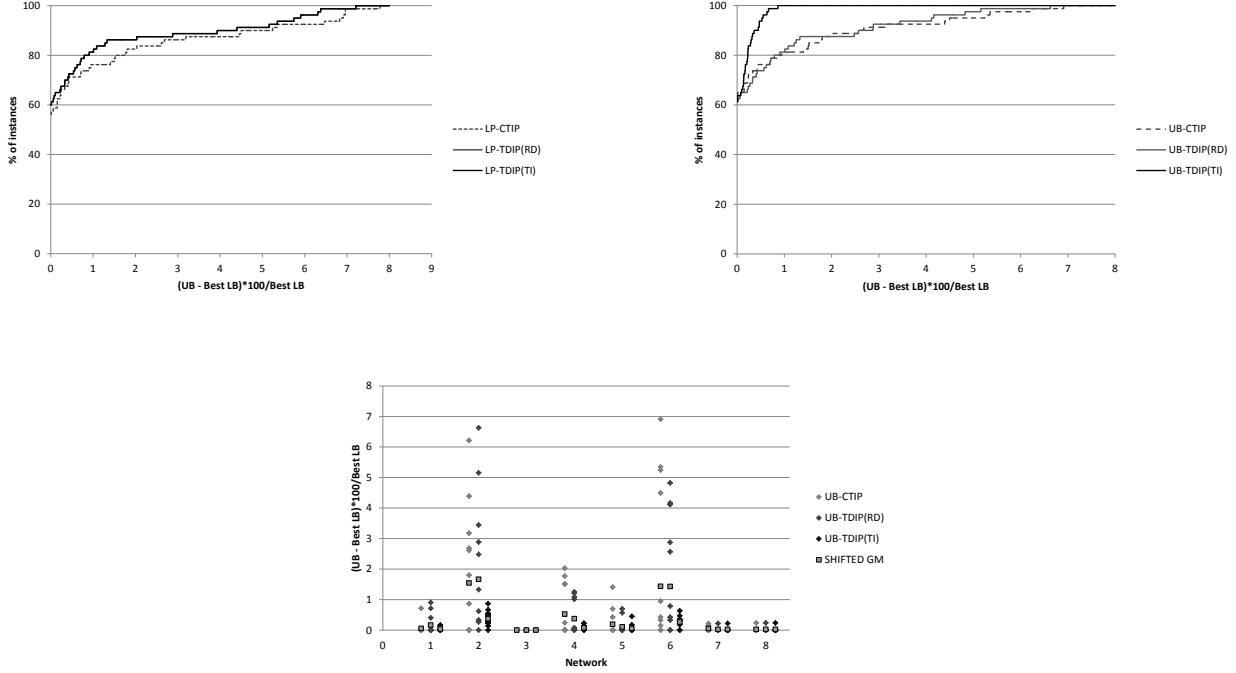 100
80
60
40
20
0
% of instances
0 1 2 3 4 5 6 7 8 9
(UB - Best LB)*100/Best LB
LP-CTIP
LP-TDIP(RD)
LP-TDIP(TI)
100
80
60
40
20
0
% of instances
0 1 2 3 4 5 6 7 8
(UB - Best LB)*100/Best LB
UB-CTIP
UB-TDIP(RD)
UB-TDIP(TI)
8
7
6
5
4
3
2
1
0
(UB - Best LB)*100/Best LB
0 1 2 3 4 5 6 7 8
Network
UB-CTIP
UB-TDIP(RD)
UB-TDIP(TI)
SHIFTED GM